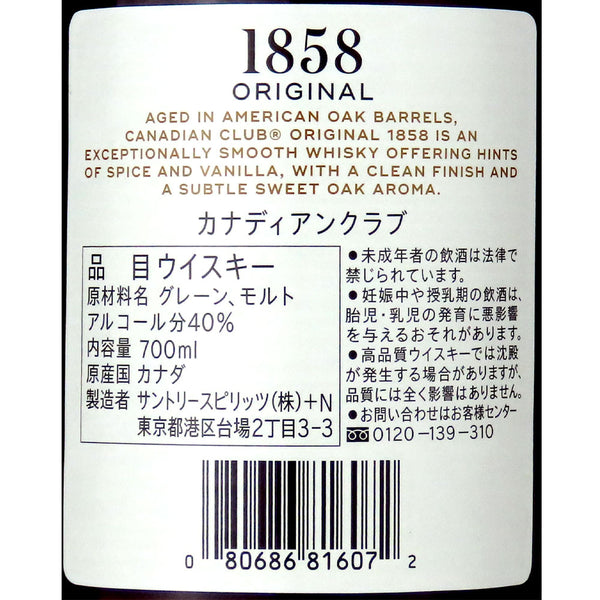 1858
ORIGINAL
AGED IN AMERICAN OAK BARRELS,
CANADIAN CLUB® ORIGINAL 1858 IS AN
EXCEPTIONALLY SMOOTH WHISKY OFFERING HINTS
OF SPICE AND VANILLA, WITH A CLEAN FINISH AND
A SUBTLE SWEET OAK AROMA.
カナディアンクラブ
品 目 ウイスキー
原材料名 グレーン、モルト
アルコール分40%
内容量 700ml
原産国 カナダ
製造者 サントリースピリッツ(株)+N
東京都港区台場2丁目3-3
●未成年者の飲酒は法律で
禁じられています。
●妊娠中や授乳期の飲酒は、
胎児・乳児の発育に悪影響
を与えるおそれがあります。
●高品質ウイスキーでは沈殿
が発生する場合がありますが、
品質には全く影響はありません。
●お問い合わせはお客様センター
0120-139-310
0 80686 81607 2